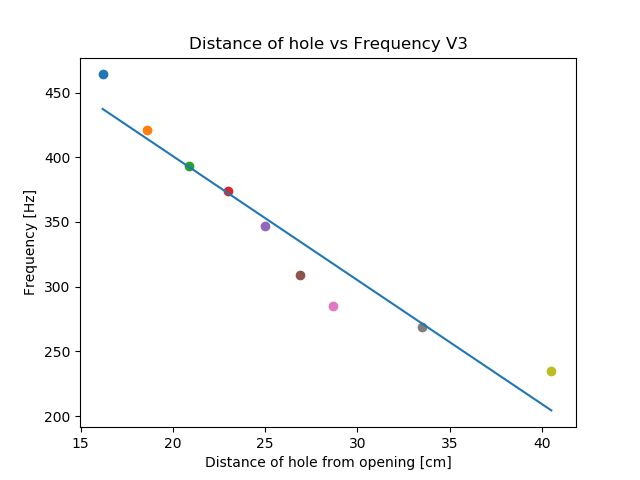 Distance of hole vs Frequency V3
Frequency [Hz]
450
400
350
300
250
200
15 20 25 30 35 40
Distance of hole from opening [cm]